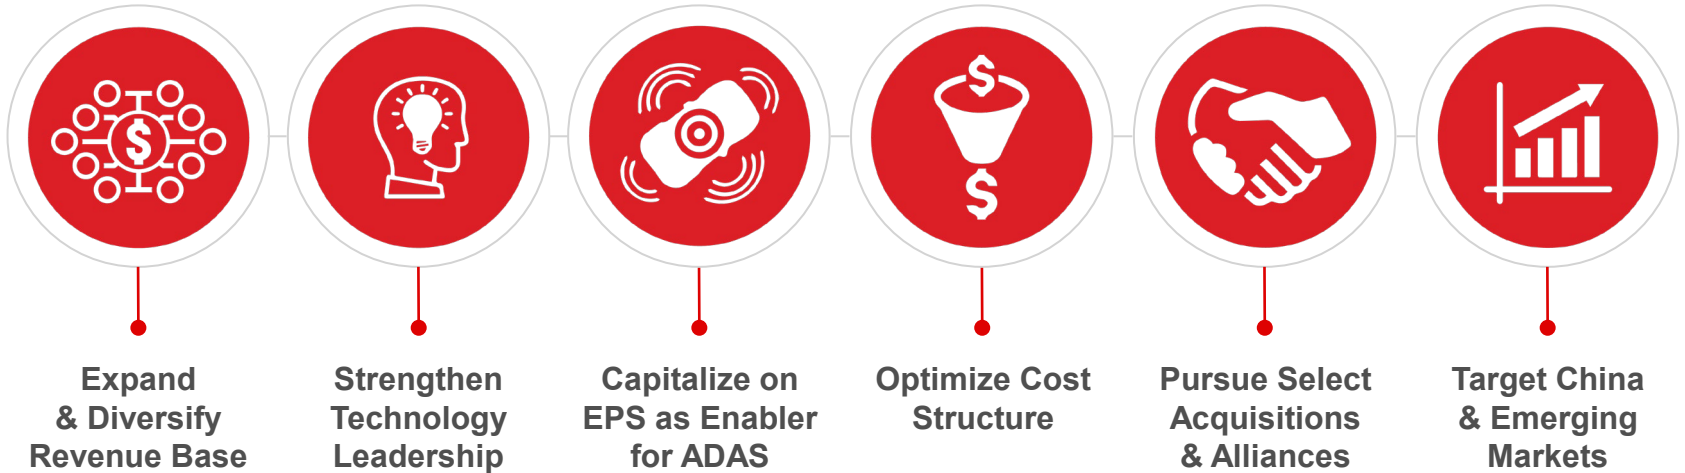 $
$
$
Expand
& Diversify
Revenue Base
Strengthen
Technology
Leadership
Capitalize on
EPS as Enabler
for ADAS
Optimize Cost
Structure
Pursue Select
Acquisitions
& Alliances
Target China
& Emerging
Markets